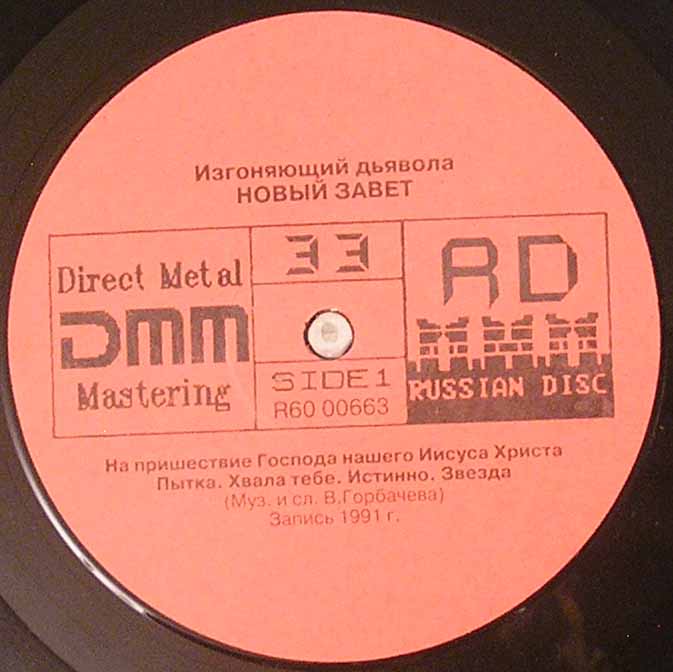 Изгоняющий дьявола
НОВЫЙ ЗАВЕТ
Direct Metal
DMM
Mastering
33
SIDE 1
R60 00663
RD
RUSSIAN DISC
На пришествие Господа нашего Иисуса Христа
Пытка. Хвала тебе. Истинно. Звезда
(Муз. и сл. В.Горбачева)
Запись 1991 г.